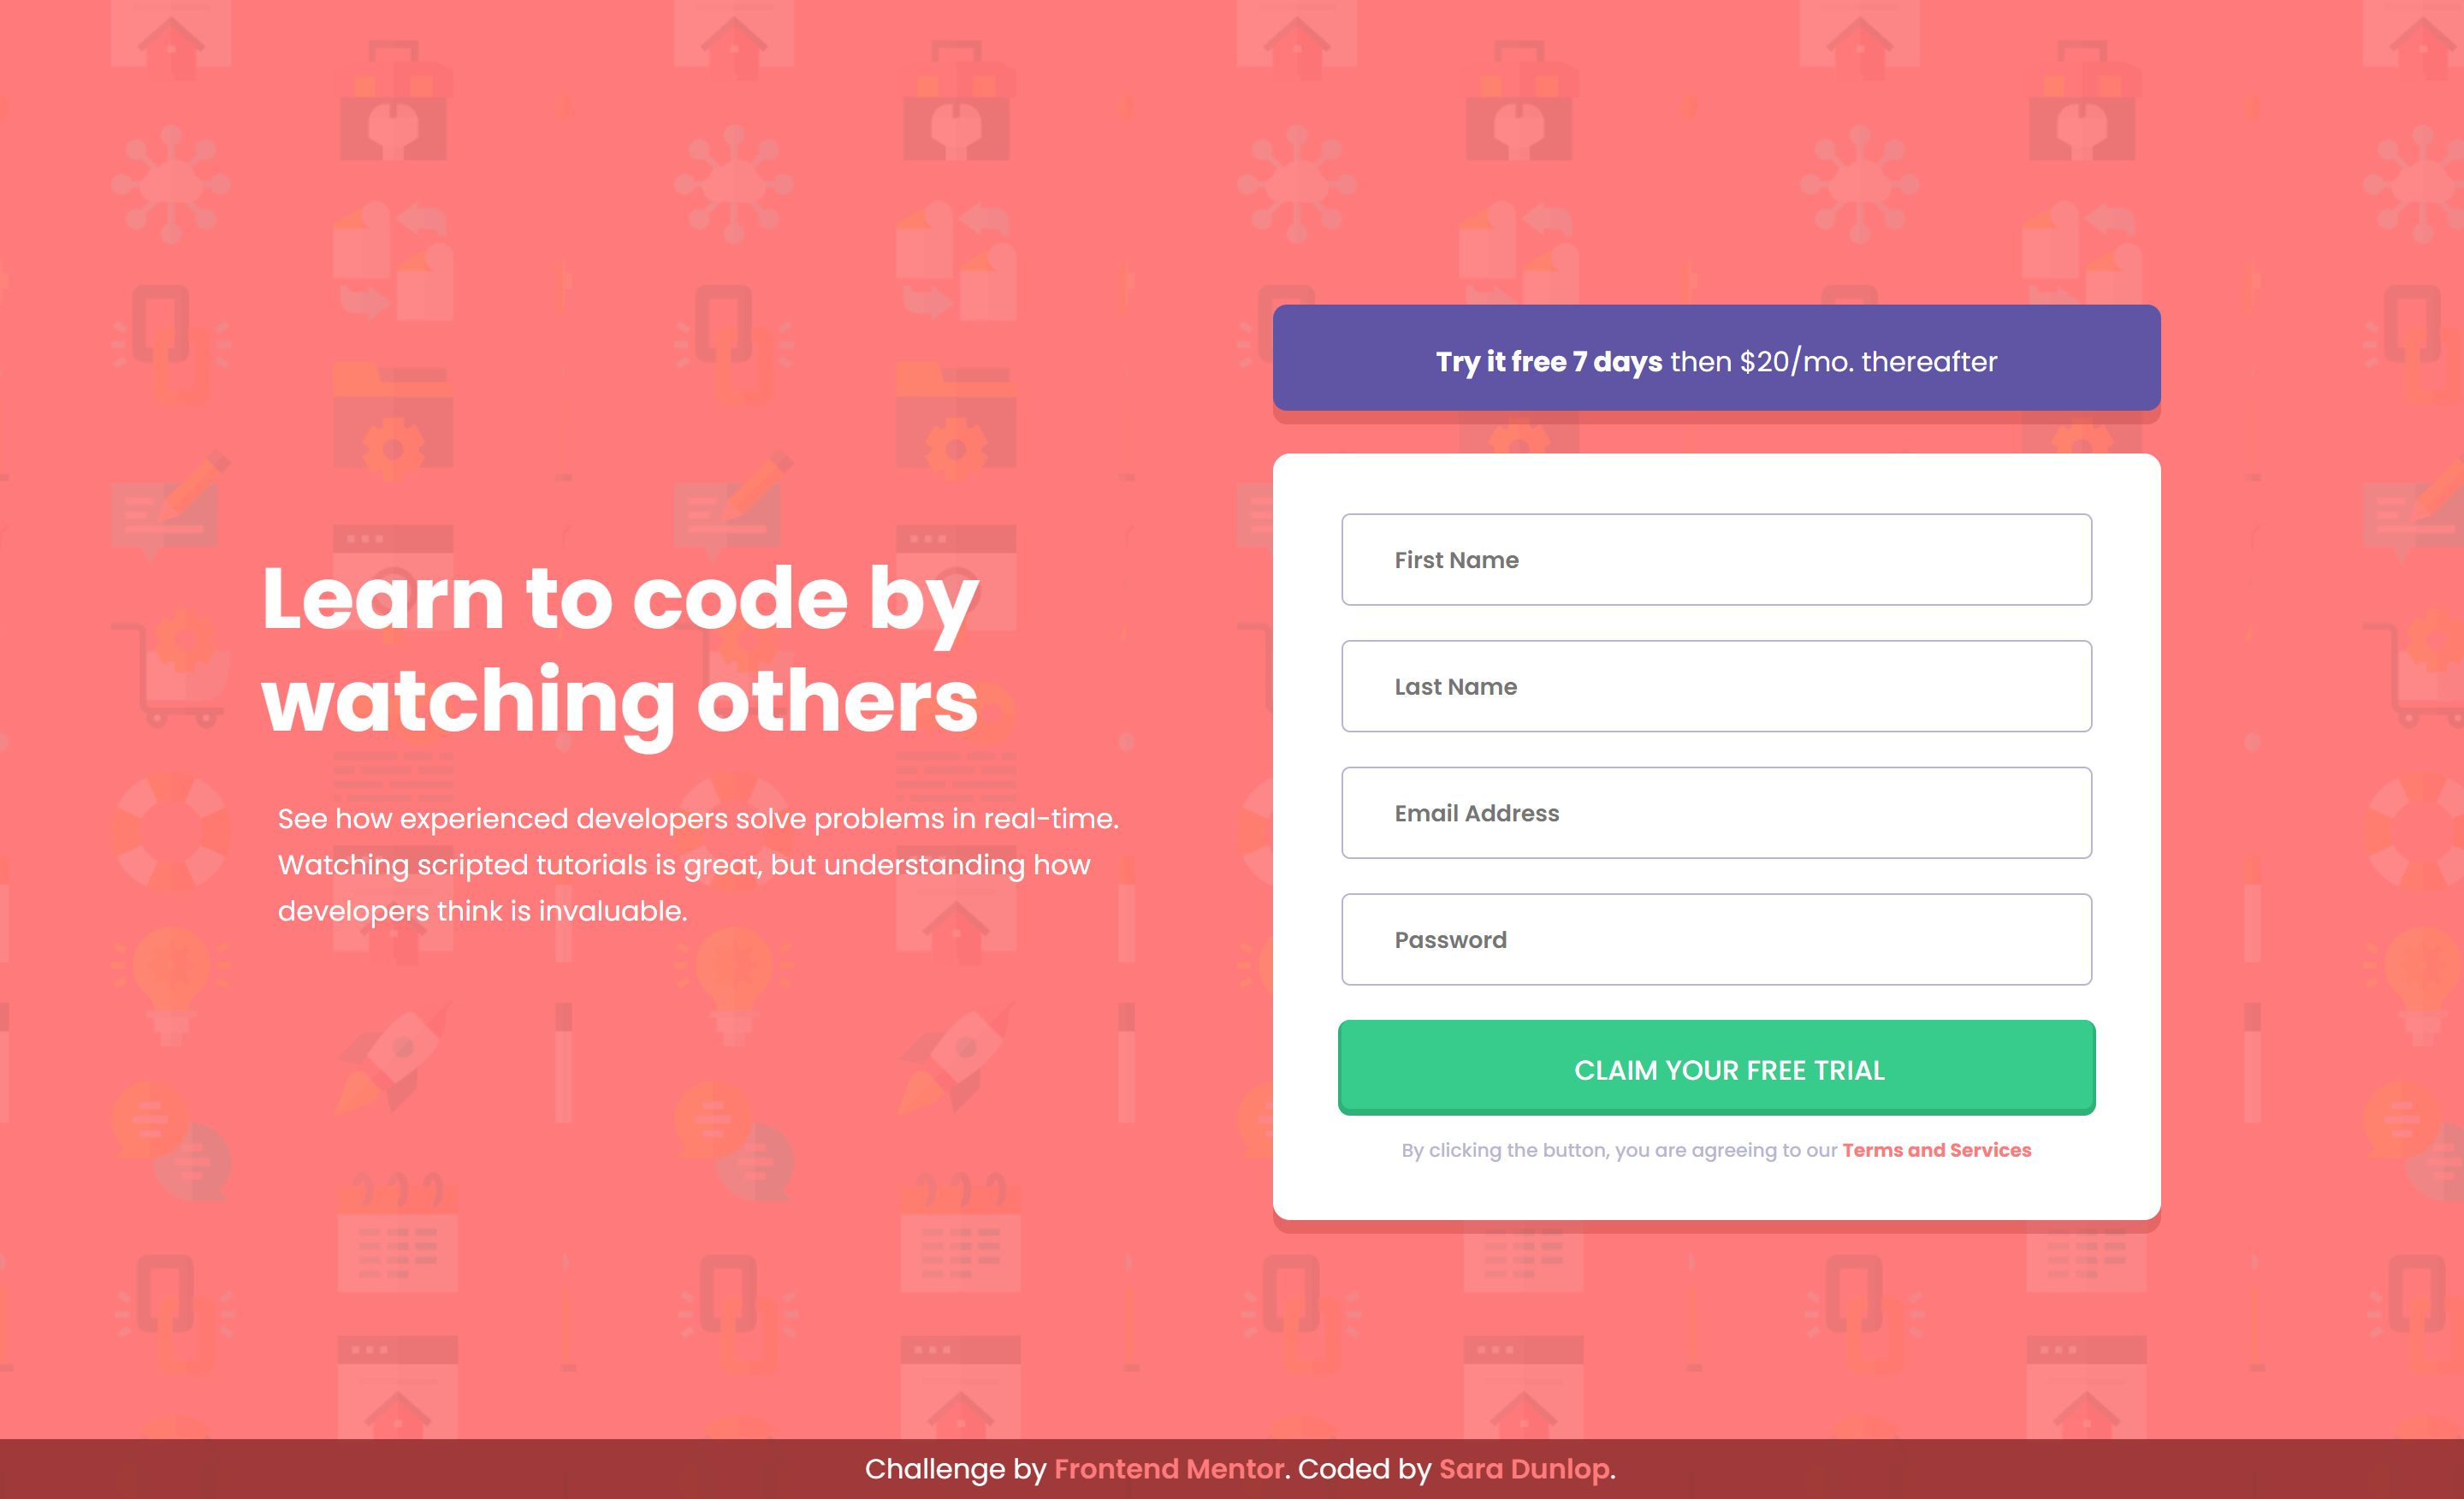 Learn to code by
watching others
See how experienced developers solve problems in real-time.
Watching scripted tutorials is great, but understanding how
developers think is invaluable.
Try it free 7 days then $20/mo. thereafter
First Name
Last Name
Email Address
Password
CLAIM YOUR FREE TRIAL
By clicking the button, you are agreeing to our Terms and Services
Challenge by Frontend Mentor. Coded by Sara Dunlop.